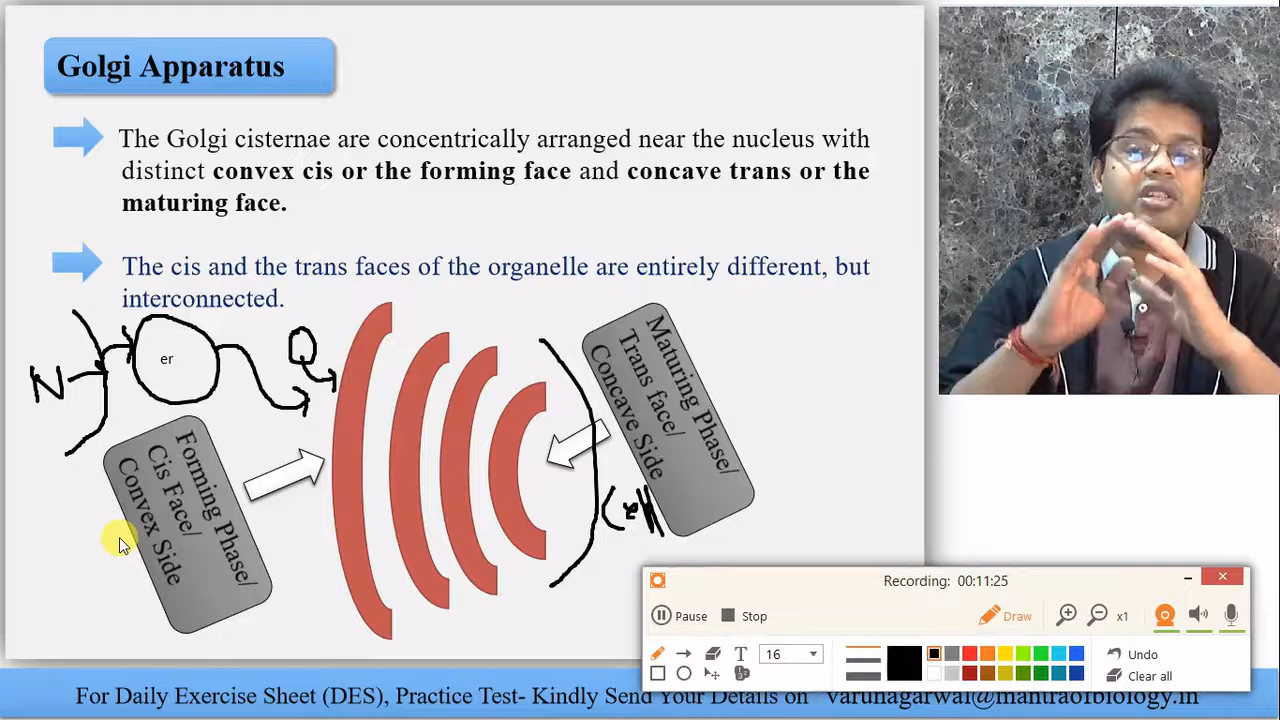 Golgi Apparatus
The Golgi cisternae are concentrically arranged near the nucleus with
distinct convex cis or the forming face and concave trans or the
maturing face.
The cis and the trans faces of the organelle are entirely different, but
interconnected.
N
er
Forming Phase/
Cis Face/
Convex Side
Maturing Phase/
Trans face/
Concave Side
Cell
Recording: 00:11:25
Pause
Stop
Draw
x1
T
16
Undo
Clear all
For Daily Exercise Sheet (DES), Practice Test- Kindly Send Your Details on varunagarwal@mantraofbiology.in